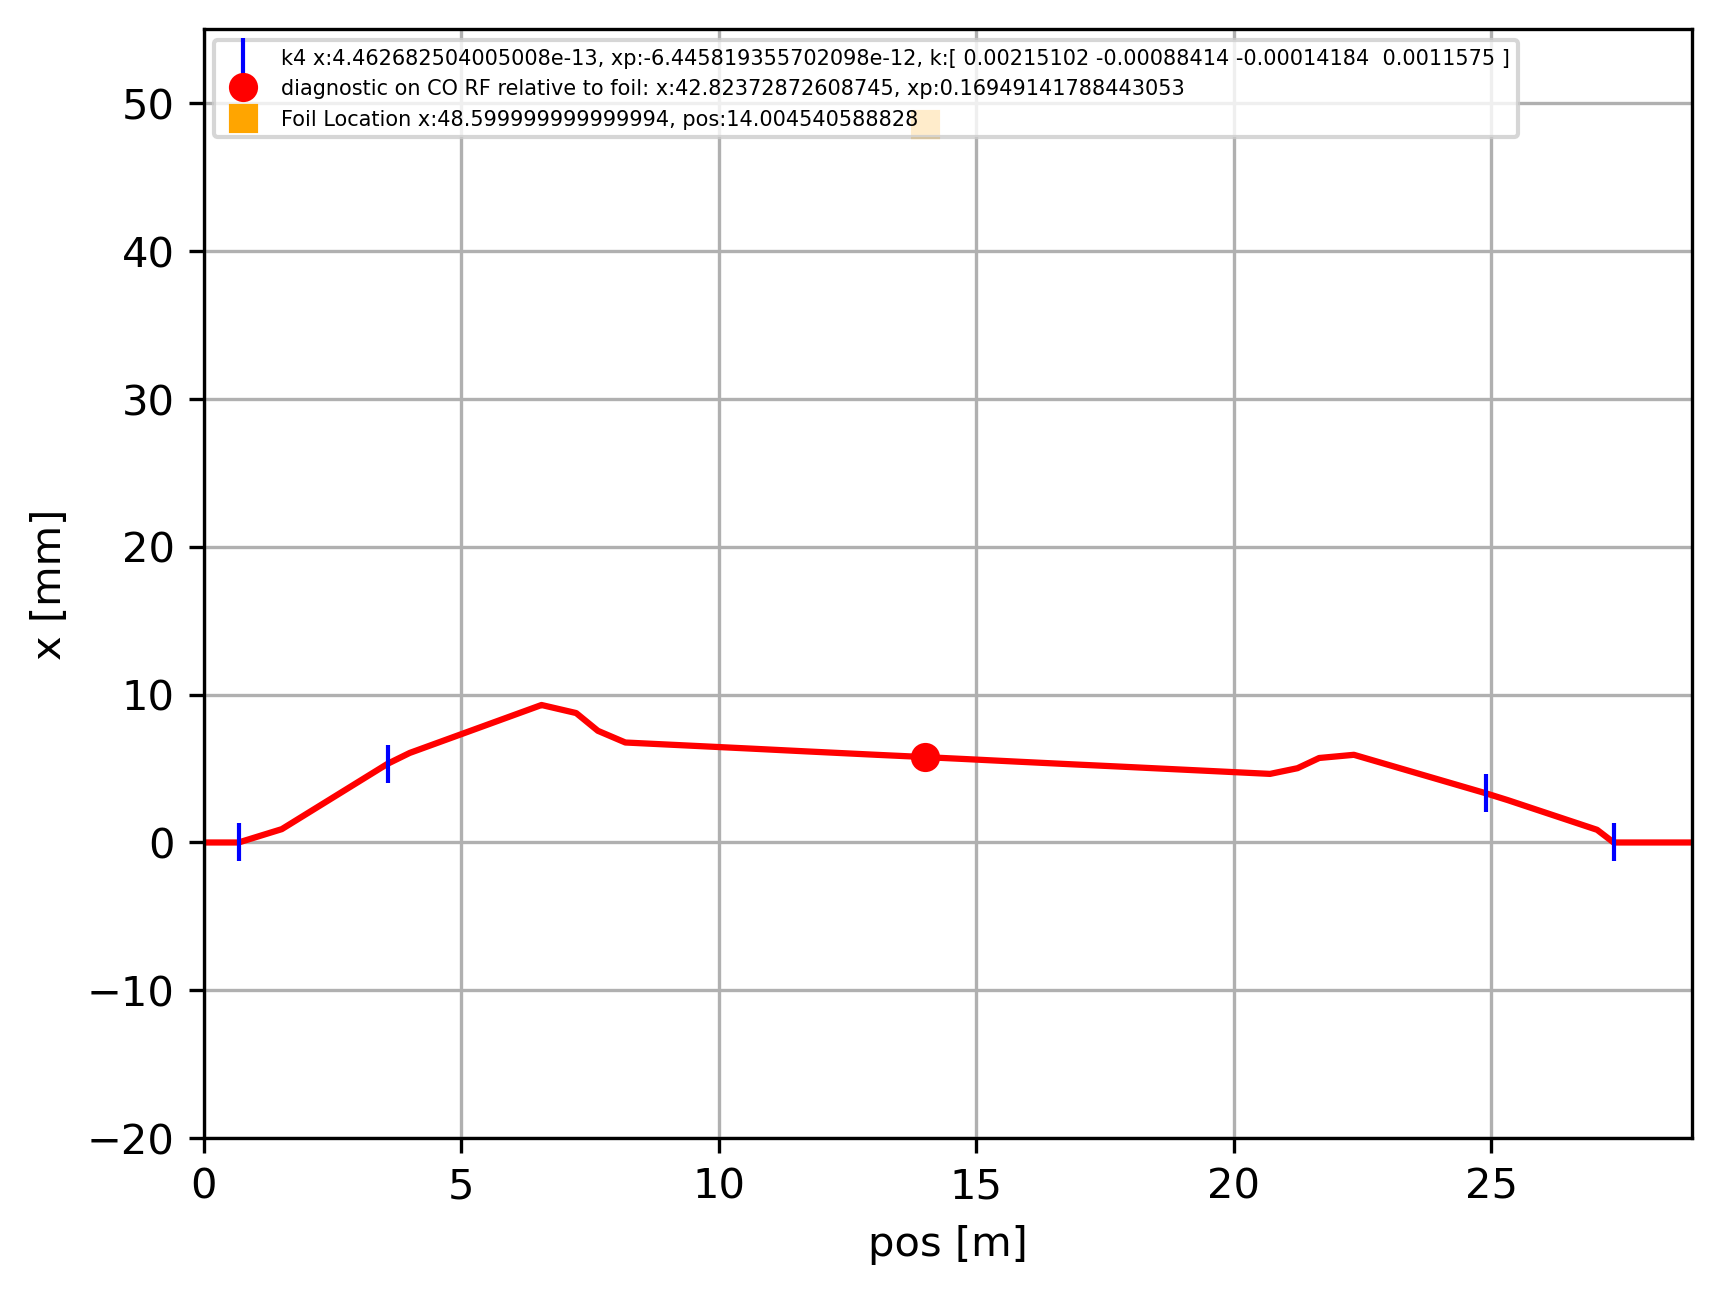 k4 x:4.462682504005008e-13, xp:-6.445819355702098e-12, k:[ 0.00215102 -0.00088414 -0.00014184  0.0011575 ]
diagnostic on CO RF relative to foil: x:42.82372872608745, xp:0.16949141788443053
Foil Location x:48.599999999999994, pos:14.004540588828
50
40
30
20
10
0
−10
−20
x [mm]
0 5 10 15 20 25
pos [m]